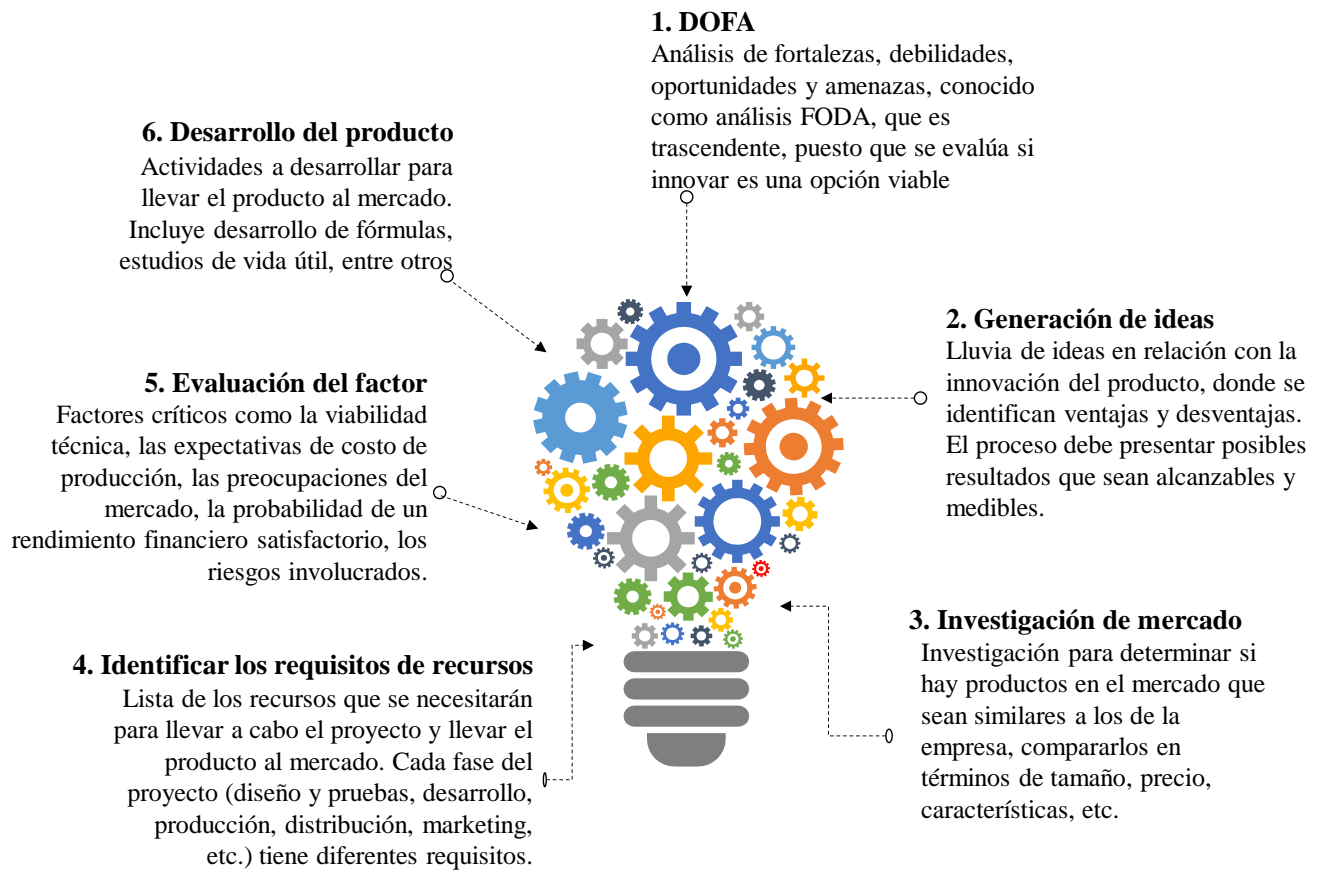 1. DOFA
Análisis de fortalezas, debilidades,
oportunidades y amenazas, conocido
como análisis FODA, que es
trascendente, puesto que se evalúa si
innovar es una opción viable
2. Generación de ideas
Lluvia de ideas en relación con la
innovación del producto, donde se
identifican ventajas y desventajas.
El proceso debe presentar posibles
resultados que sean alcanzables y
medibles.
3. Investigación de mercado
Investigación para determinar si
hay productos en el mercado que
sean similares a los de la
empresa, compararlos en
términos de tamaño, precio,
características, etc.
4. Identificar los requisitos de recursos
Lista de los recursos que se necesitarán
para llevar a cabo el proyecto y llevar el
producto al mercado. Cada fase del
proyecto (diseño y pruebas, desarrollo,
producción, distribución, marketing,
etc.) tiene diferentes requisitos.
5. Evaluación del factor
Factores críticos como la viabilidad
técnica, las expectativas de costo de
producción, las preocupaciones del
mercado, la probabilidad de un
rendimiento financiero satisfactorio, los
riesgos involucrados.
6. Desarrollo del producto
Actividades a desarrollar para
llevar el producto al mercado.
Incluye desarrollo de fórmulas,
estudios de vida útil, entre otros